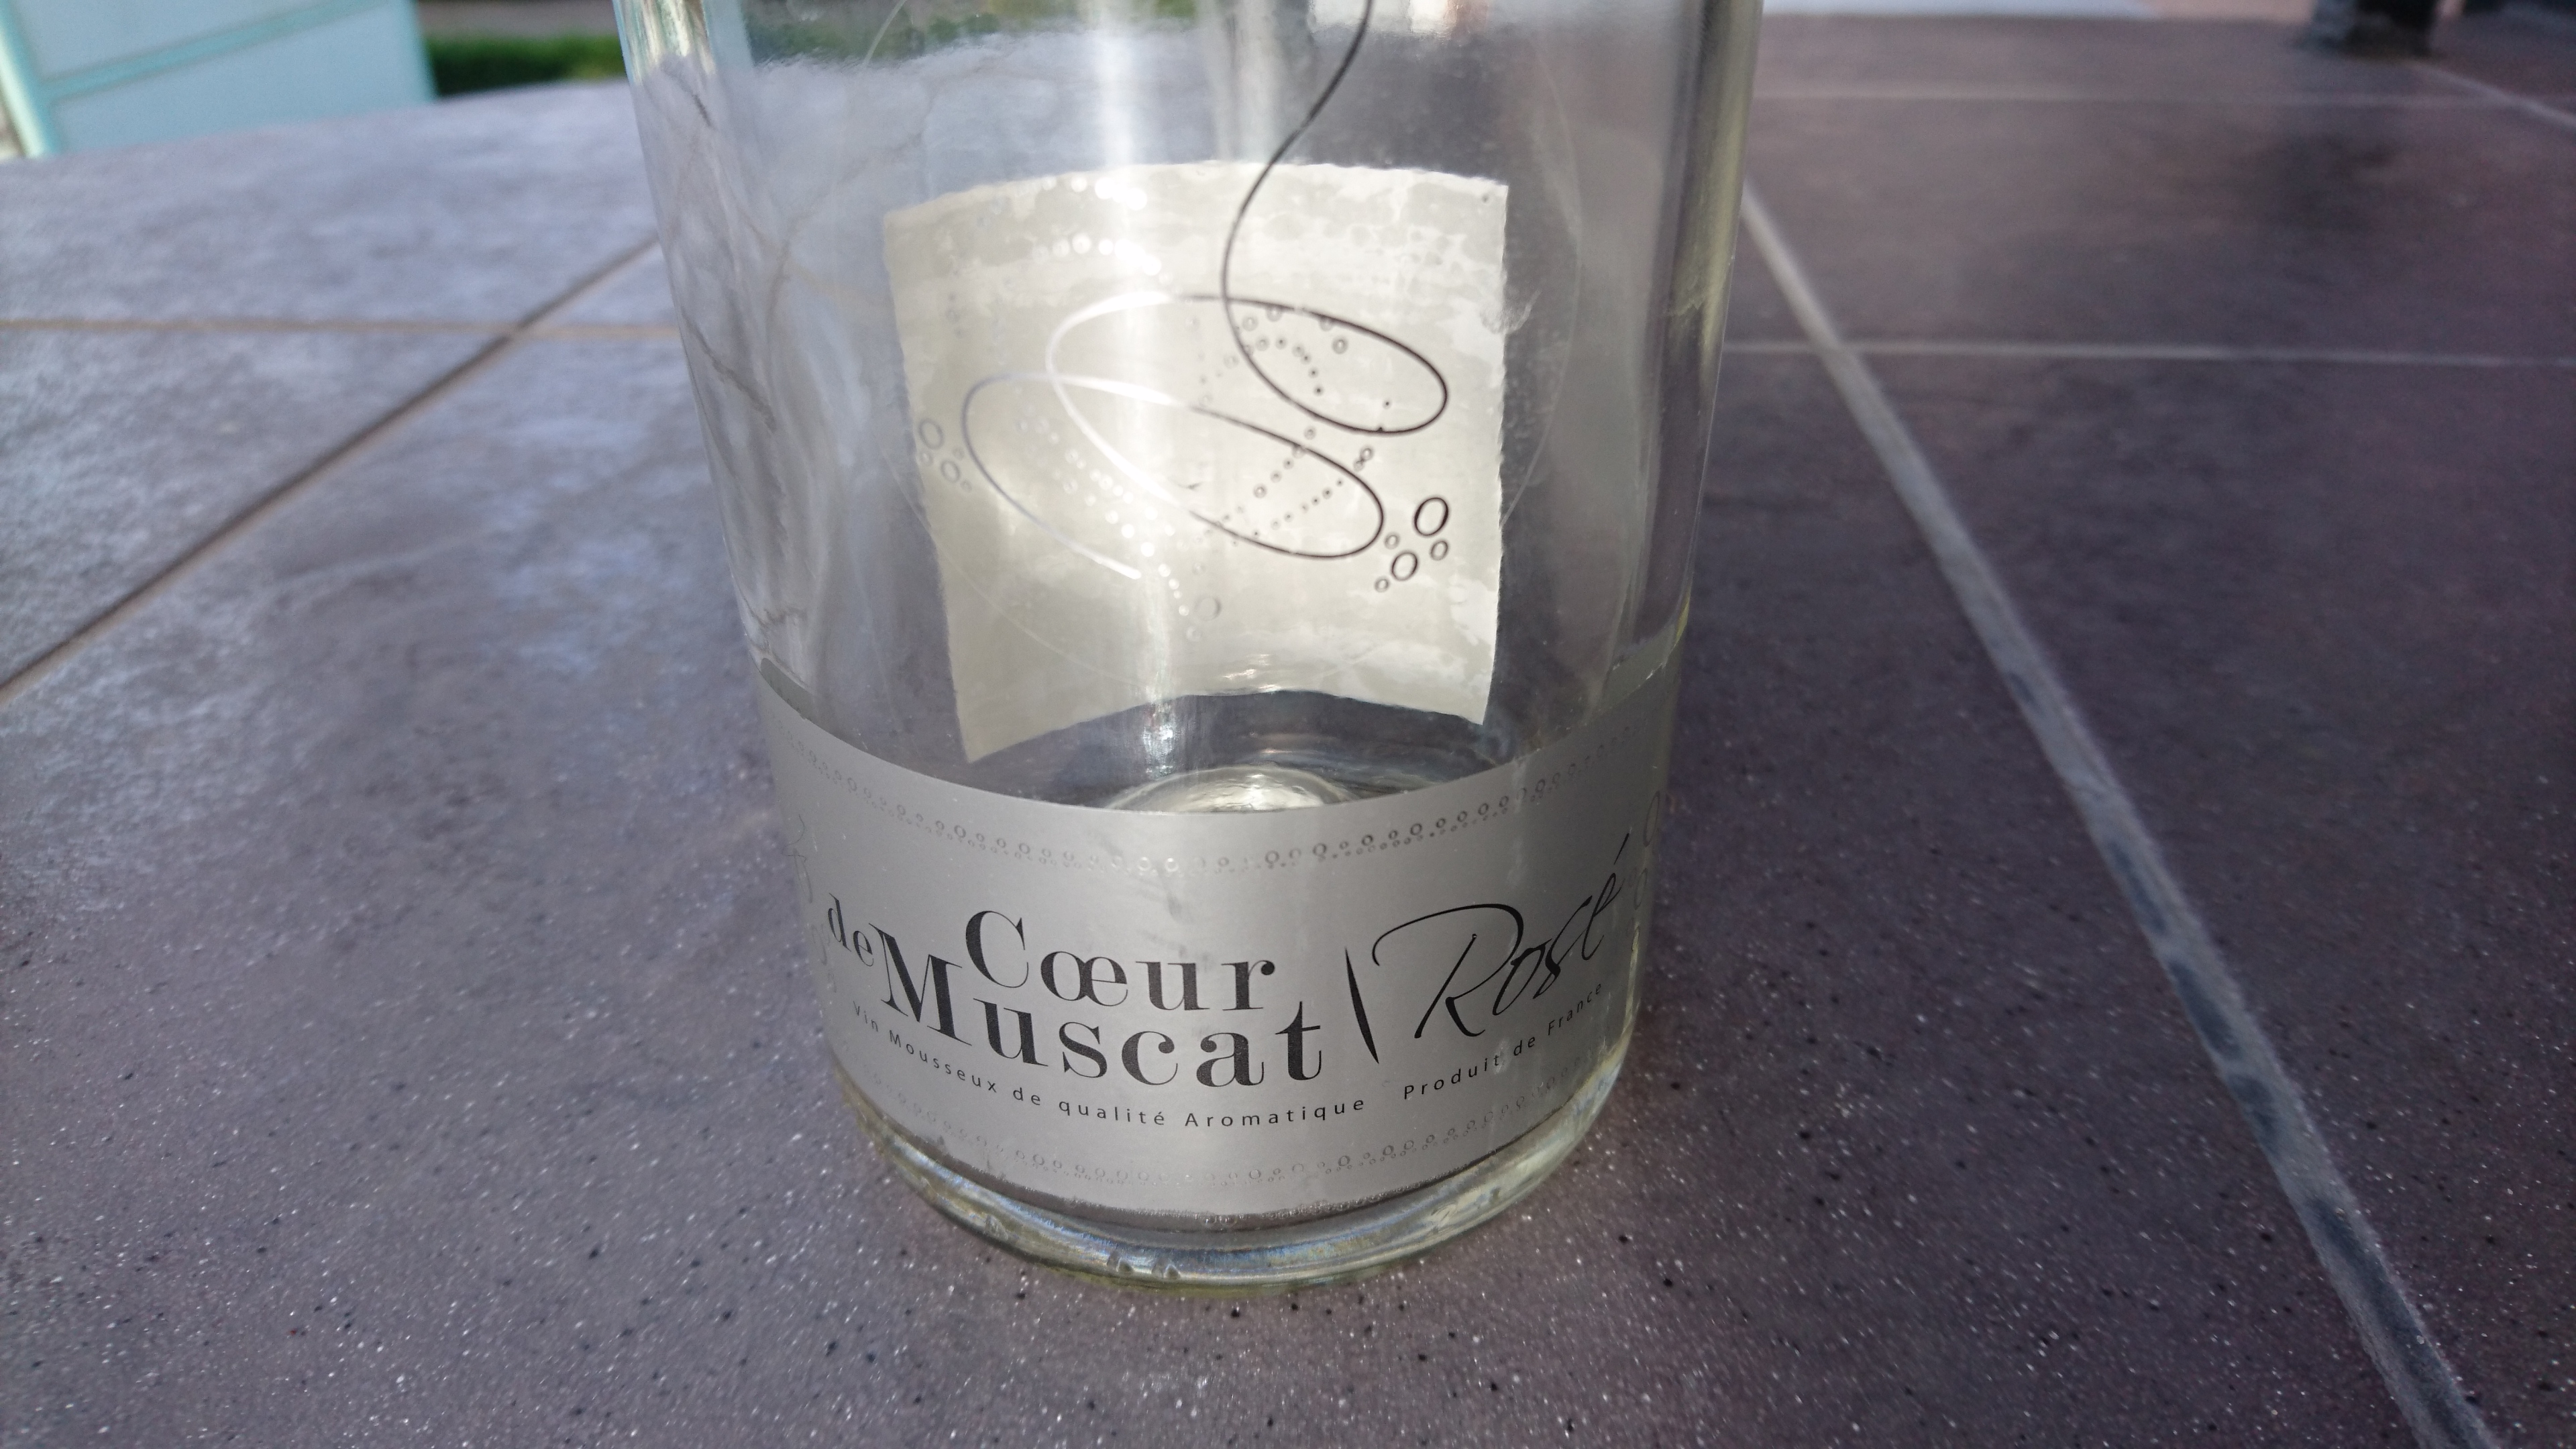 Cœur
de Muscat
Rosé
Vin Mousseux de qualité Aromatique
Produit de France